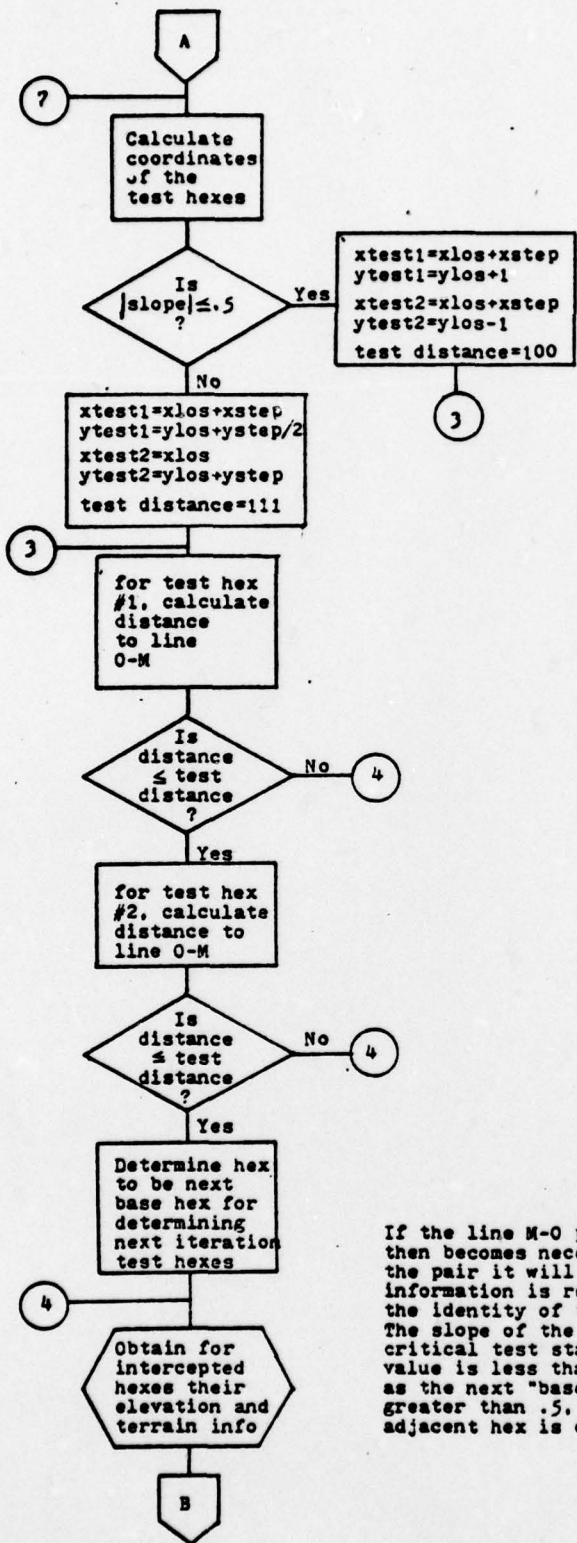 A
7
Calculate
coordinates
of the
test hexes
Is
|slope|≤.5
?
Yes
xtest1=xlos+xstep
ytest1=ylos+1
xtest2=xlos+xstep
ytest2=ylos-1
test distance=100
3
No
xtest1=xlos+xstep
ytest1=ylos+ystep/2
xtest2=xlos
ytest2=ylos+ystep
test distance=111
3
for test hex
#1, calculate
distance
to line
O-M
Is
distance
≤ test
distance
?
No
4
Yes
for test hex
#2, calculate
distance to
line O-M
Is
distance
≤ test
distance
?
No
4
Yes
Determine hex
to be next
base hex for
determining
next iteration
test hexes
4
Obtain for
intercepted
hexes their
elevation and
terrain info
B
If the line M-O
then becomes
the pair it will
information is
the identity of
The slope of the
critical test
value is less
as the next "base
greater than .5,
adjacent hex is